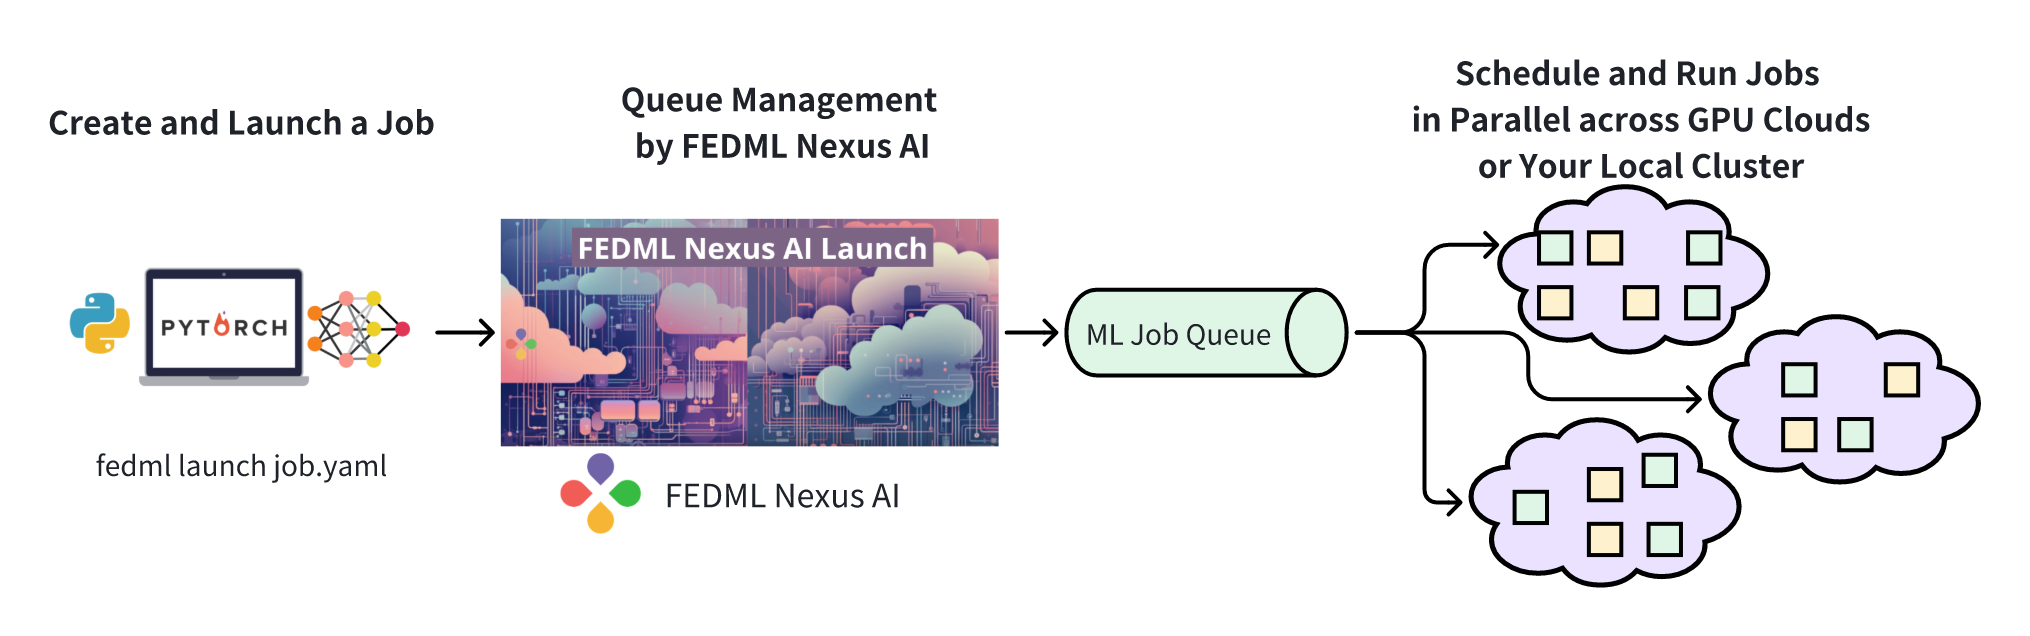 Create and Launch a Job
Queue Management
by FEDML Nexus AI
Schedule and Run Jobs
in Parallel across GPU Clouds
or Your Local Cluster
PYTORCH
fedml launch job.yaml
FEDML Nexus AI Launch
FEDML Nexus AI
ML Job Queue